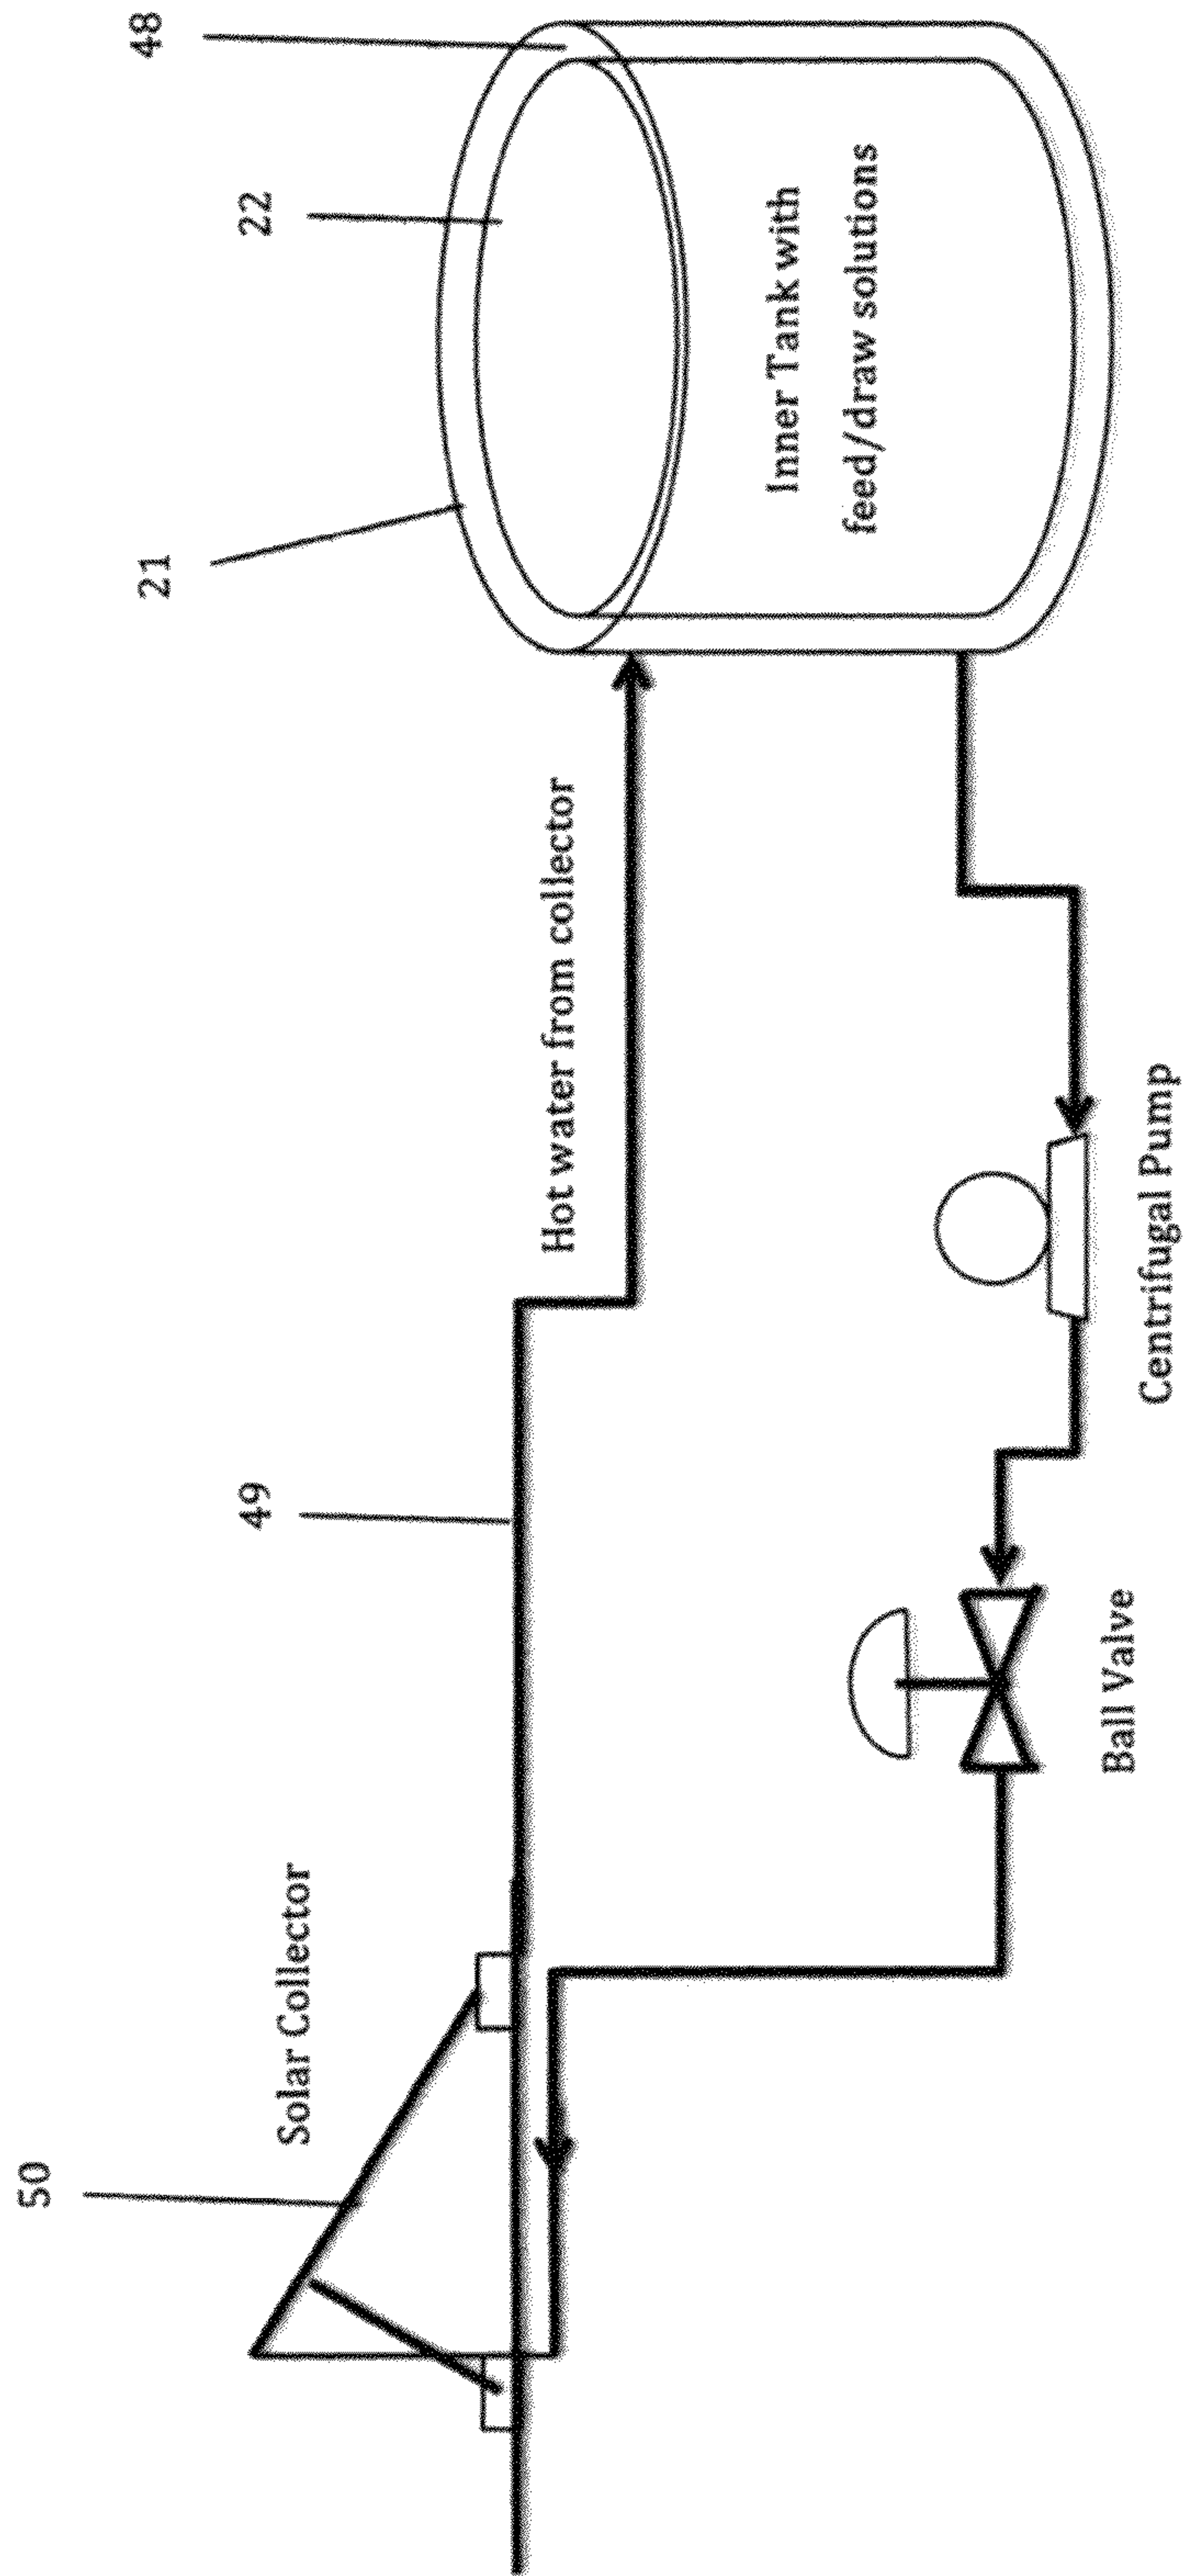 50
Solar Collector
49
Hot water from collector
21
22
48
Inner Tank with
feed/draw solutions
Ball Valve
Centrifugal Pump